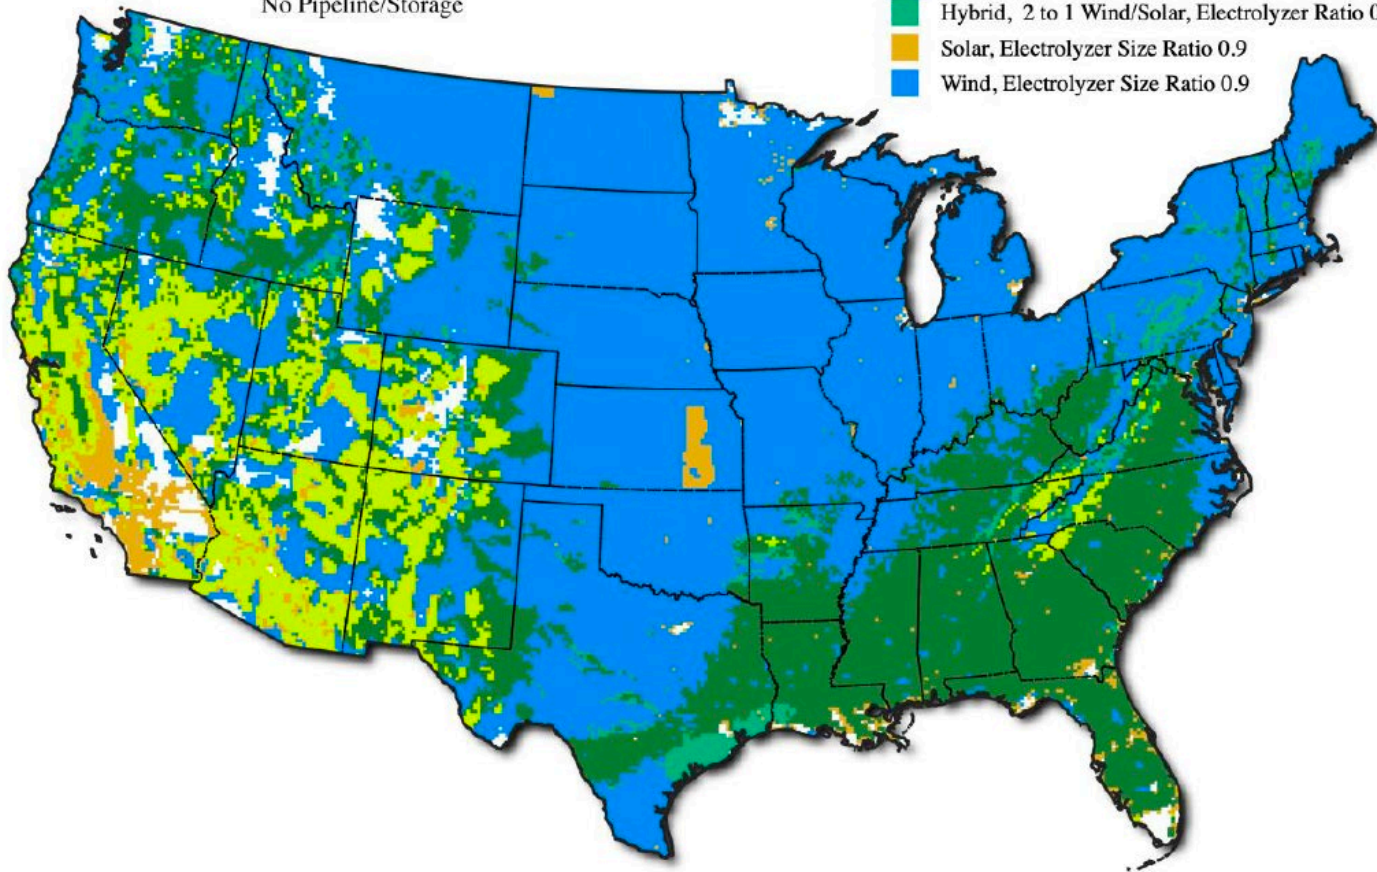 No Pipeline/Storage
Hybrid, 2 to 1 Wind/Solar, Electrolyzer Ratio 0
Solar, Electrolyzer Size Ratio 0.9
Wind, Electrolyzer Size Ratio 0.9